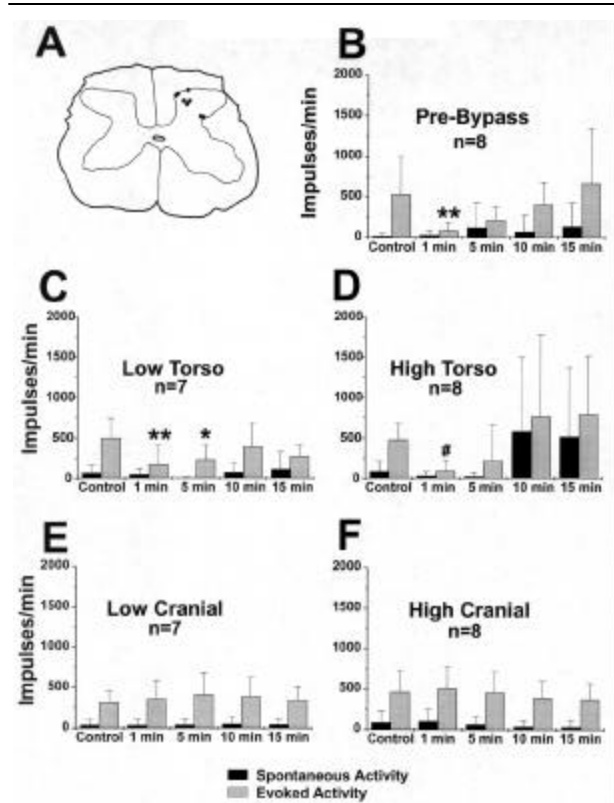 A
B
Impulses/min
2000
1500
1000
500
0
Pre-Bypass
n=8
**
Control 1 min 5 min 10 min 15 min
C
Impulses/min
2000
1500
1000
500
0
Low Torso
n=7
** *
Control 1 min 5 min 10 min 15 min
D
2000
1500
1000
500
0
High Torso
n=8
#
Control 1 min 5 min 10 min 15 min
E
Impulses/min
2000
1500
1000
500
0
Low Cranial
n=7
Control 1 min 5 min 10 min 15 min
F
2000
1500
1000
500
0
High Cranial
n=8
Control 1 min 5 min 10 min 15 min
Spontaneous Activity
Evoked Activity